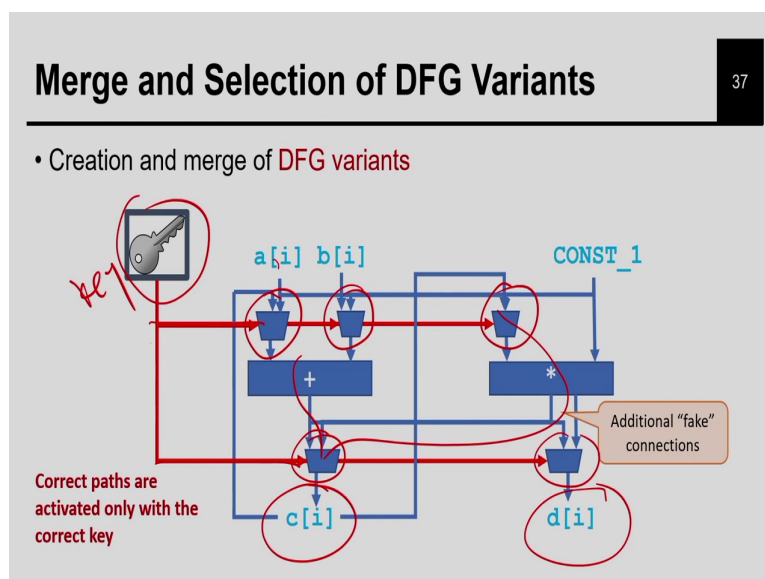 Merge and Selection of DFG Variants
37
• Creation and merge of DFG variants
key
a[i] b[i]
CONST_1
+
*
Additional "fake"
connections
Correct paths are
activated only with the
correct key
c[i]
d[i]